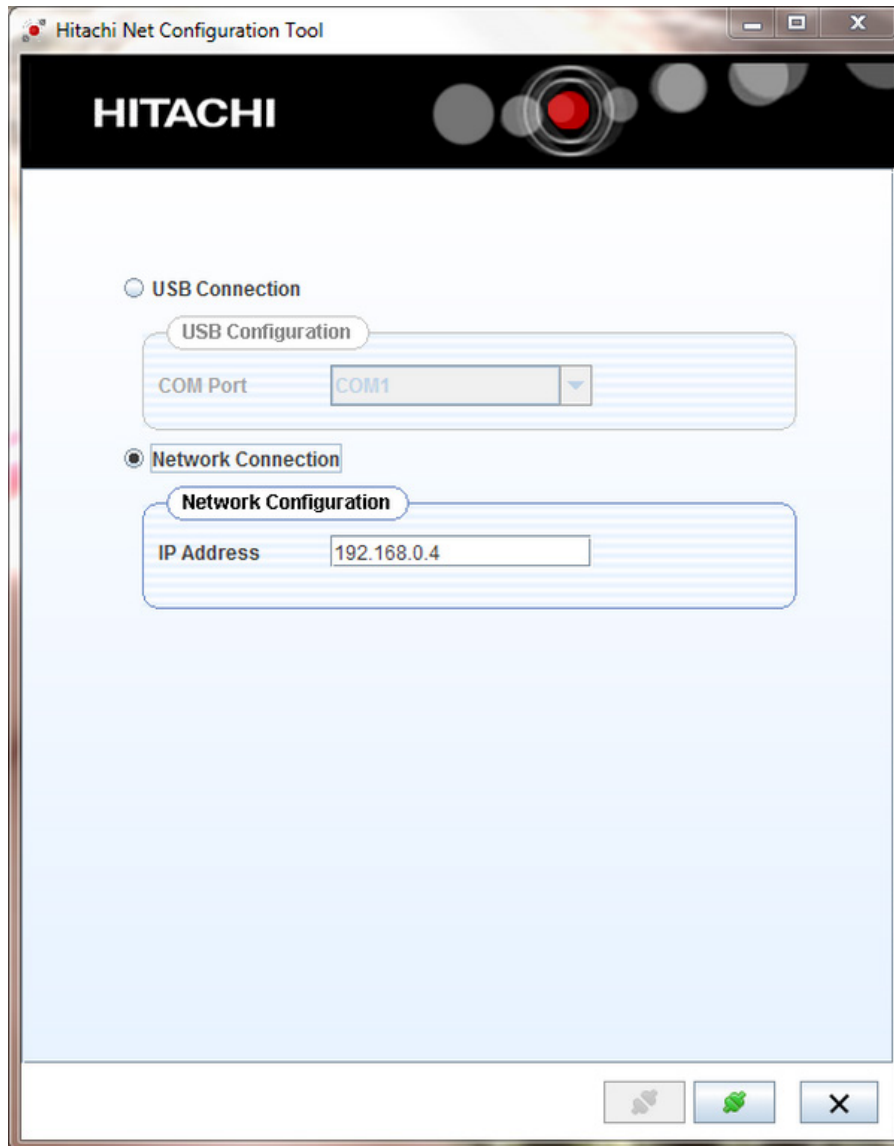 Hitachi Net Configuration Tool
HITACHI
USB Connection
USB Configuration
COM Port COM1
Network Connection
Network Configuration
IP Address 192.168.0.4